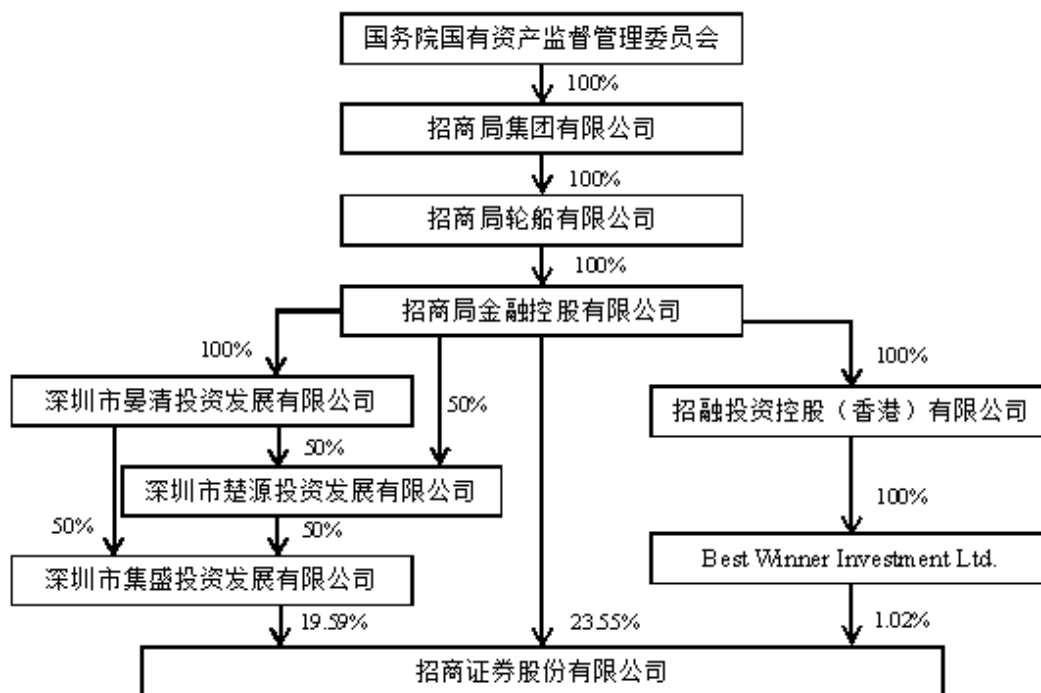 国务院国有资产监督管理委员会
100%
招商局集团有限公司
100%
招商局轮船有限公司
100%
招商局金融控股有限公司
100%
50%
100%
深圳市晏清投资发展有限公司
招融投资控股（香港）有限公司
50%
深圳市楚源投资发展有限公司
100%
50%
50%
深圳市集盛投资发展有限公司
Best Winner Investment Ltd.
19.59%
23.55%
1.02%
招商证券股份有限公司